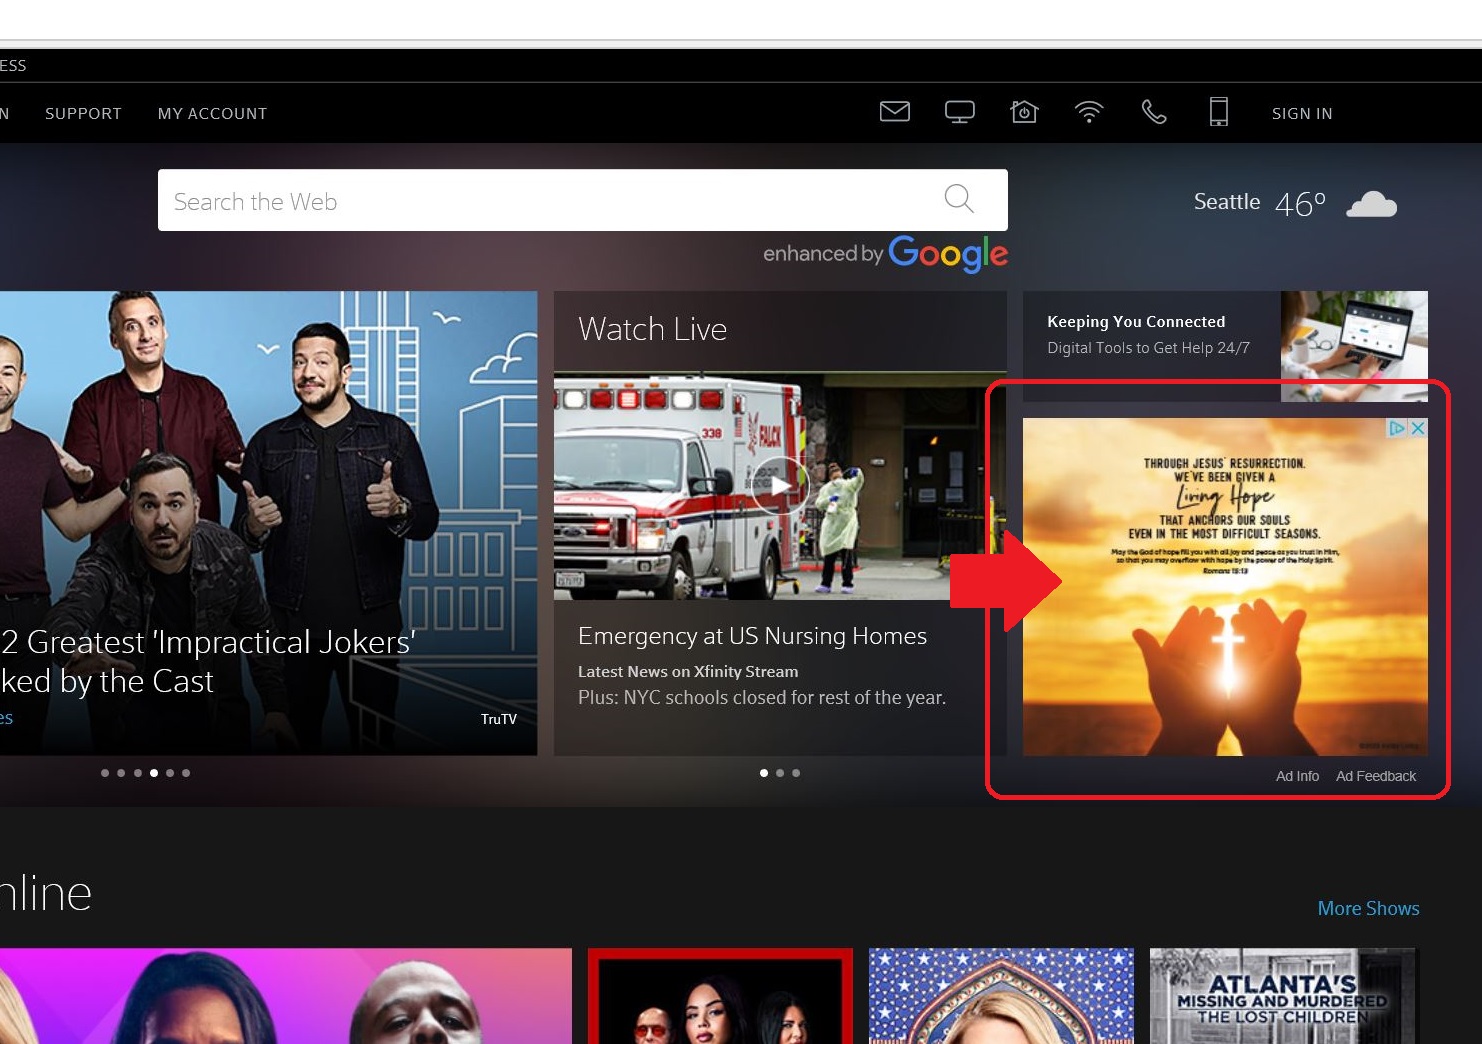 ESS
N SUPPORT MY ACCOUNT SIGN IN
Search the Web
Seattle 46°
enhanced by Google
2 Greatest 'Impractical Jokers'
ked by the Cast
es
TruTV
Watch Live
338
FALCK
Emergency at US Nursing Homes
Latest News on Xfinity Stream
Plus: NYC schools closed for rest of the year.
Keeping You Connected
Digital Tools to Get Help 24/7
THROUGH JESUS' RESURRECTION,
WE'VE BEEN GIVEN A
Living Hope
THAT ANCHORS OUR SOULS
EVEN IN THE MOST DIFFICULT SEASONS.
May the God of hope fill you with all joy and peace as you trust in Him,
so that you may overflow with hope by the power of the Holy Spirit.
Romans 15:13
Ad Info Ad Feedback
nline
More Shows
ATLANTA'S
MISSING AND MURDERED
THE LOST CHILDREN